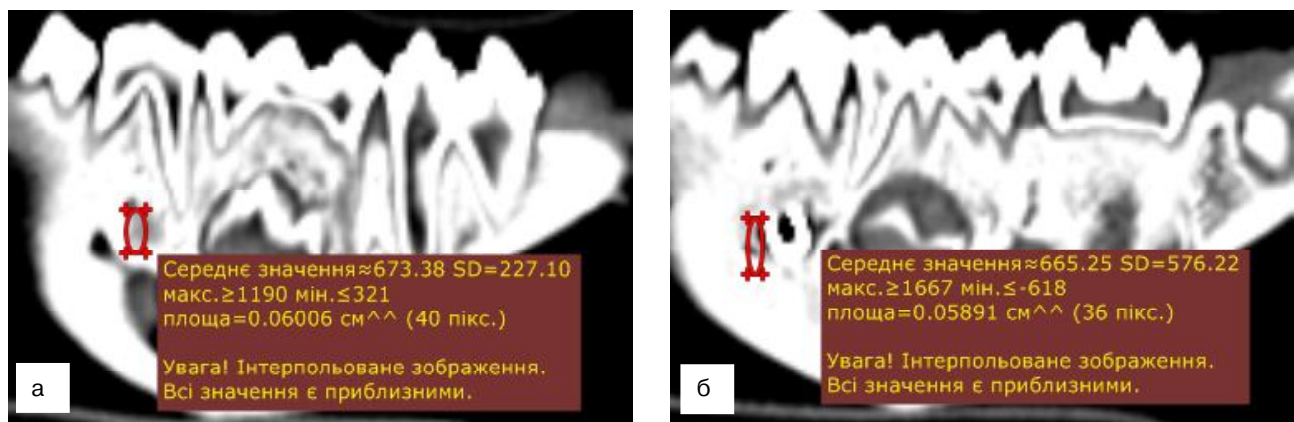 Середнє значення≈673.38 SD=227.10
макс.≥1190 мін.≤321
площа=0.06006 см^^ (40 пікс.)
Увага! Інтерпольоване зображення.
Всі значення є приблизними.
а
Середнє значення≈665.25 SD=576.22
макс.≥1667 мін.≤-618
площа=0.05891 см^^ (36 пікс.)
Увага! Інтерпольоване зображення.
Всі значення є приблизними.
б